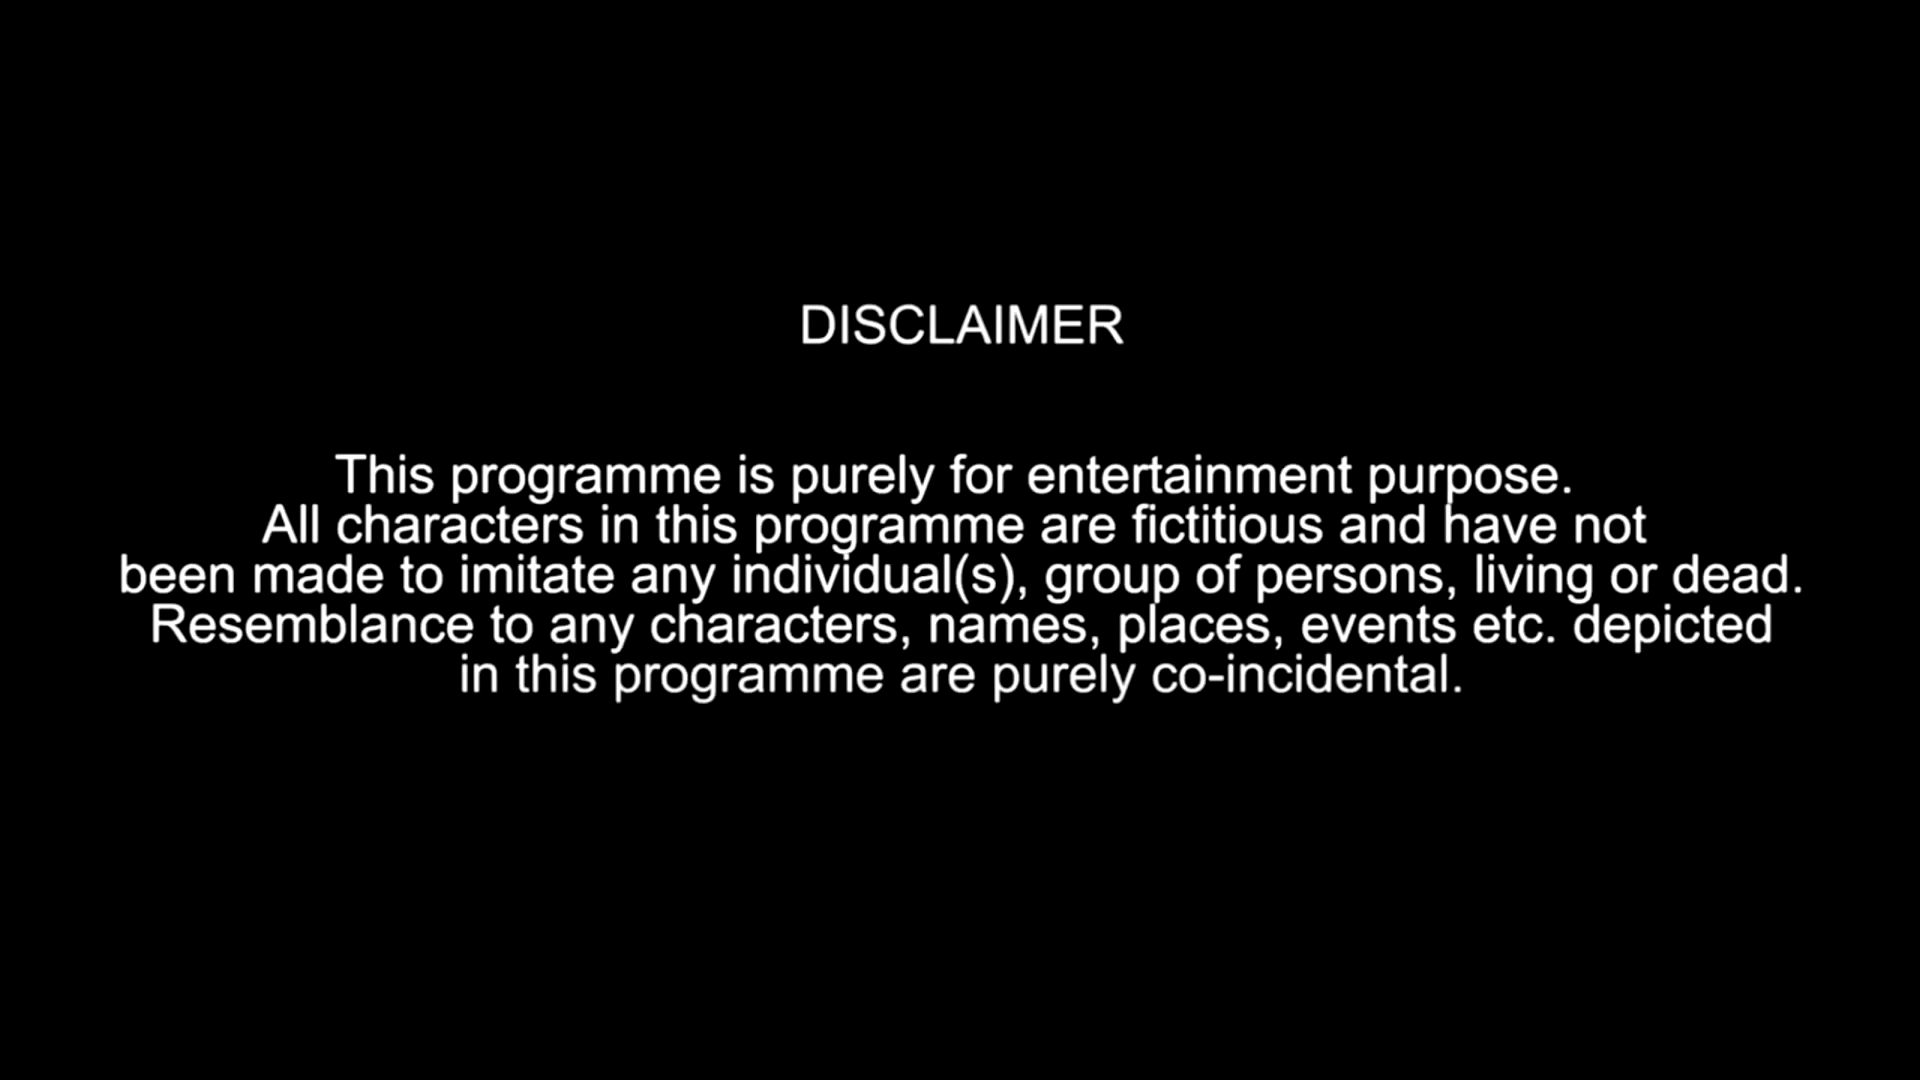 DISCLAIMER
This programme is purely for entertainment purpose.
All characters in this programme are fictitious and have not
been made to imitate any individual(s), group of persons, living or dead.
Resemblance to any characters, names, places, events etc. depicted
in this programme are purely co-incidental.